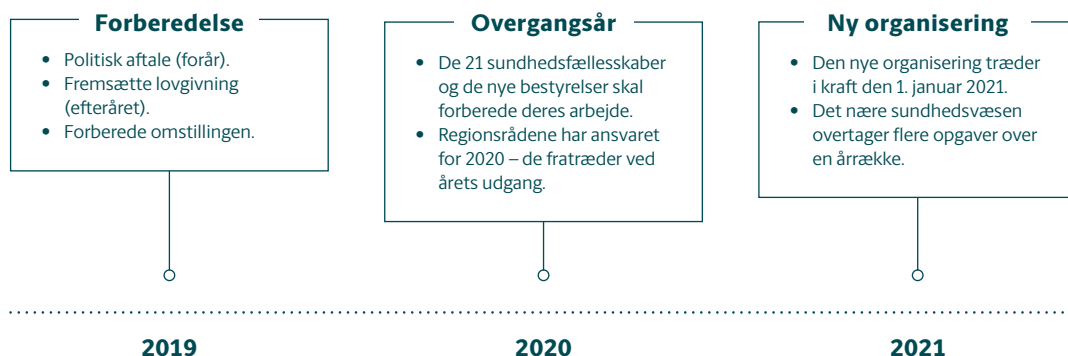 Forberedelse
• Politisk aftale (forår).
• Fremsætte lovgivning
(efteråret).
• Forberede omstillingen.
Overgangsår
• De 21 sundhedsfællesskaber
og de nye bestyrelser skal
forberede deres arbejde.
• Regionsrådene har ansvaret
for 2020 – de fratræder ved
årets udgang.
Ny organisering
• Den nye organisering træder
i kraft den 1. januar 2021.
• Det nære sundhedsvæsen
overtager flere opgaver over
en årrække.
2019
2020
2021